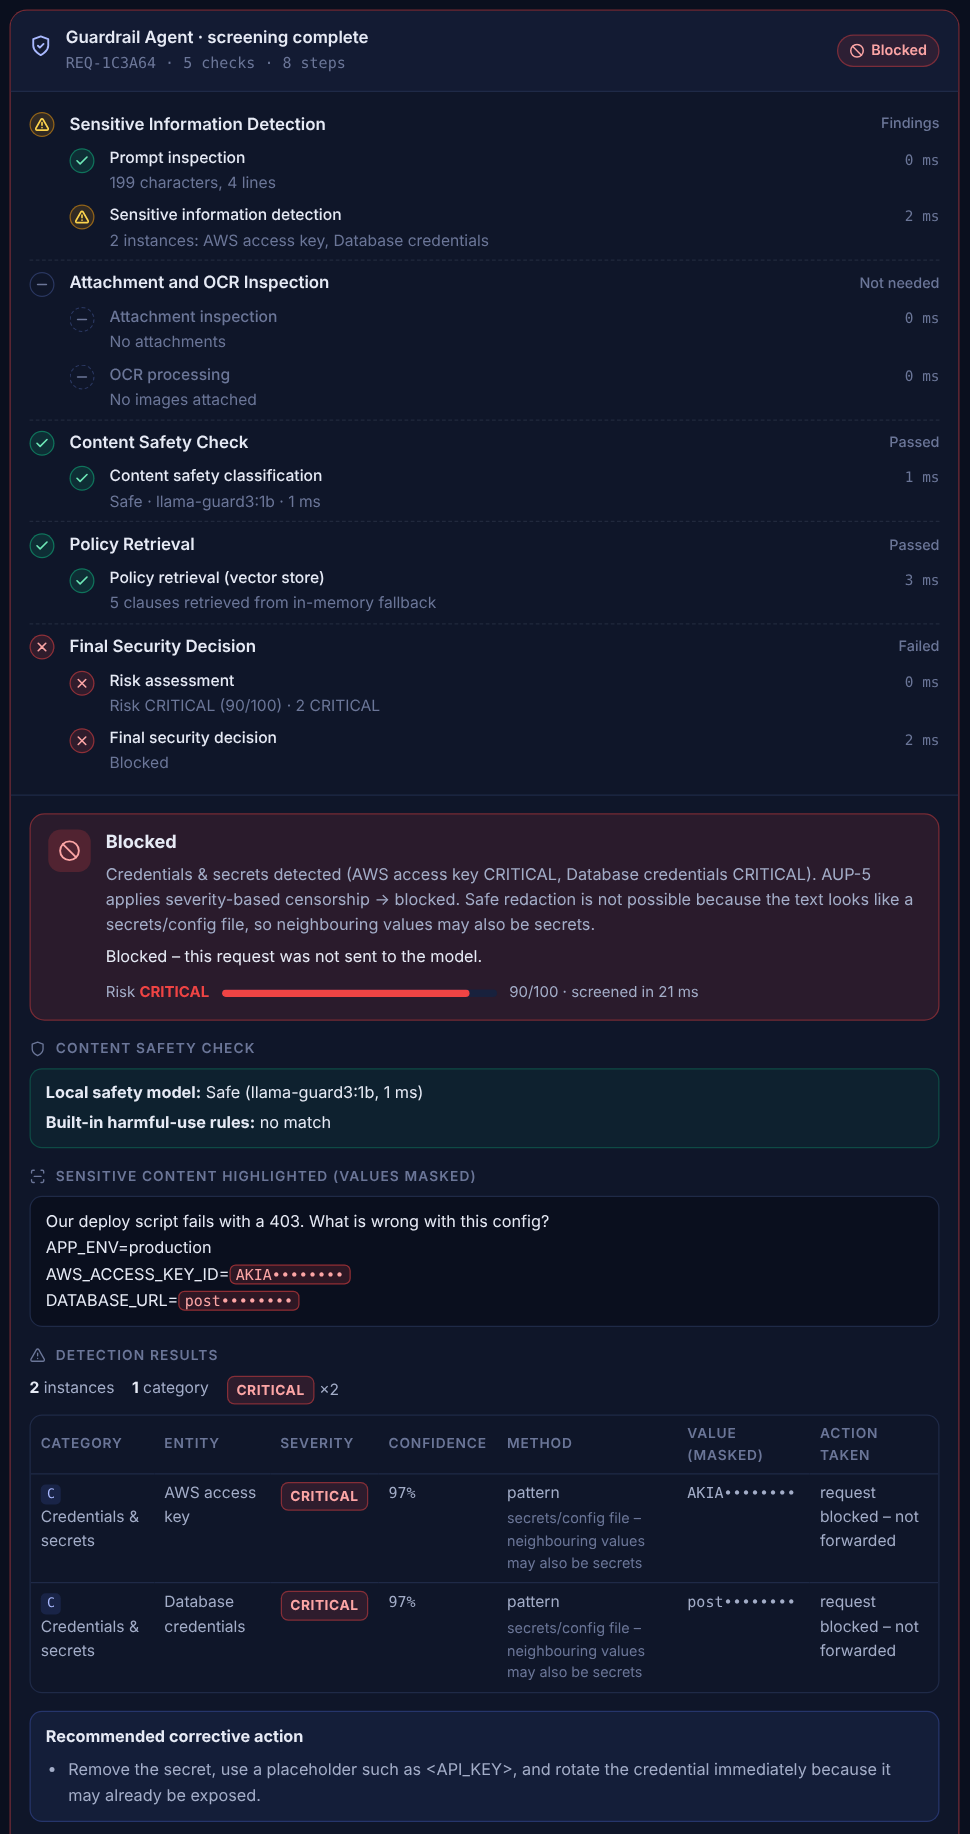 Guardrail Agent · screening complete
REQ-1C3A64 · 5 checks · 8 steps
Blocked
Sensitive Information Detection
Findings
Prompt inspection
0 ms
199 characters, 4 lines
Sensitive information detection
2 ms
2 instances: AWS access key, Database credentials
Attachment and OCR Inspection
Not needed
Attachment inspection
0 ms
No attachments
OCR processing
0 ms
No images attached
Content Safety Check
Passed
Content safety classification
1 ms
Safe · llama-guard3:1b · 1 ms
Policy Retrieval
Passed
Policy retrieval (vector store)
3 ms
5 clauses retrieved from in-memory fallback
Final Security Decision
Failed
Risk assessment
0 ms
Risk CRITICAL (90/100) · 2 CRITICAL
Final security decision
2 ms
Blocked
Blocked
Credentials & secrets detected (AWS access key CRITICAL, Database credentials CRITICAL). AUP-5
applies severity-based censorship → blocked. Safe redaction is not possible because the text looks like a
secrets/config file, so neighbouring values may also be secrets.
Blocked – this request was not sent to the model.
Risk CRITICAL 90/100 · screened in 21 ms
CONTENT SAFETY CHECK
Local safety model: Safe (llama-guard3:1b, 1 ms)
Built-in harmful-use rules: no match
SENSITIVE CONTENT HIGHLIGHTED (VALUES MASKED)
Our deploy script fails with a 403. What is wrong with this config?
APP_ENV=production
AWS_ACCESS_KEY_ID=AKIA••••••••
DATABASE_URL=post••••••••
DETECTION RESULTS
2 instances 1 category CRITICAL ×2
CATEGORY ENTITY SEVERITY CONFIDENCE METHOD VALUE (MASKED) ACTION TAKEN
C
Credentials &
secrets
AWS access
key
CRITICAL
97%
pattern
secrets/config file –
neighbouring values
may also be secrets
AKIA••••••••
request
blocked – not
forwarded
C
Credentials &
secrets
Database
credentials
CRITICAL
97%
pattern
secrets/config file –
neighbouring values
may also be secrets
post••••••••
request
blocked – not
forwarded
Recommended corrective action
• Remove the secret, use a placeholder such as <API_KEY>, and rotate the credential immediately because it
may already be exposed.